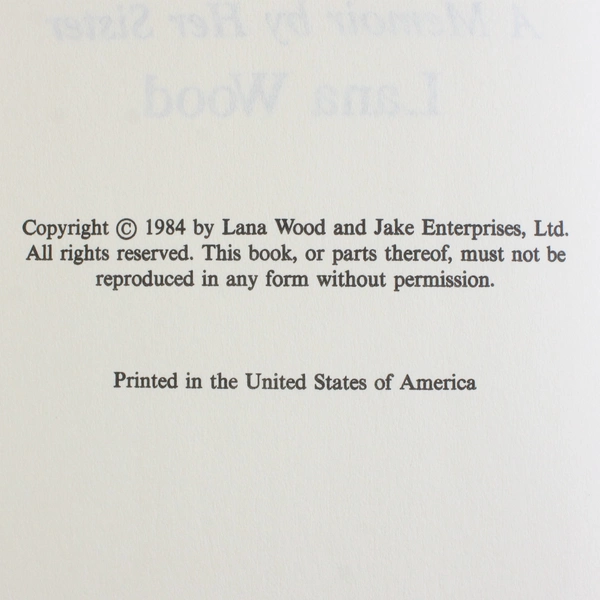 A Memoir by Her Sister
Lana Wood
Copyright © 1984 by Lana Wood and Jake Enterprises, Ltd.
All rights reserved. This book, or parts thereof, must not be
reproduced in any form without permission.
Printed in the United States of America